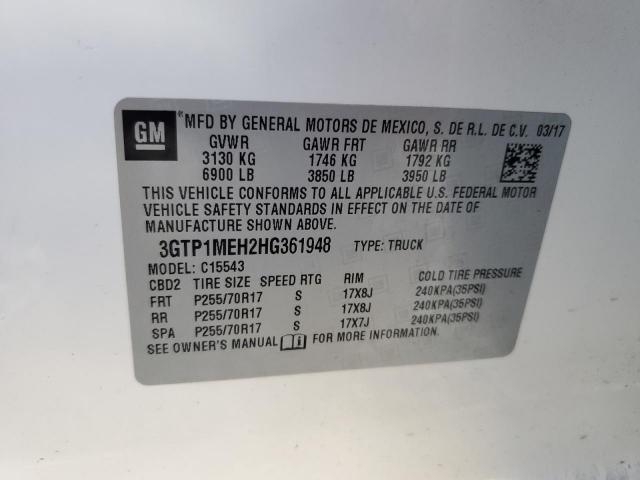 GM
*MFD BY GENERAL MOTORS DE MEXICO, S. DE R.L. DE C.V. 03/17
GVWR GAWR FRT GAWR RR
3130 KG 1746 KG 1792 KG
6900 LB 3850 LB 3950 LB
THIS VEHICLE CONFORMS TO ALL APPLICABLE U.S. FEDERAL MOTOR
VEHICLE SAFETY STANDARDS IN EFFECT ON THE DATE OF
MANUFACTURE SHOWN ABOVE.
3GTP1MEH2HG361948 TYPE: TRUCK
MODEL: C15543
CBD2 TIRE SIZE SPEED RTG RIM COLD TIRE PRESSURE
FRT P255/70R17 S 17X8J 240KPA(35PSI)
RR P255/70R17 S 17X8J 240KPA(35PSI)
SPA P255/70R17 S 17X7J 240KPA(35PSI)
SEE OWNER'S MANUAL FOR MORE INFORMATION.